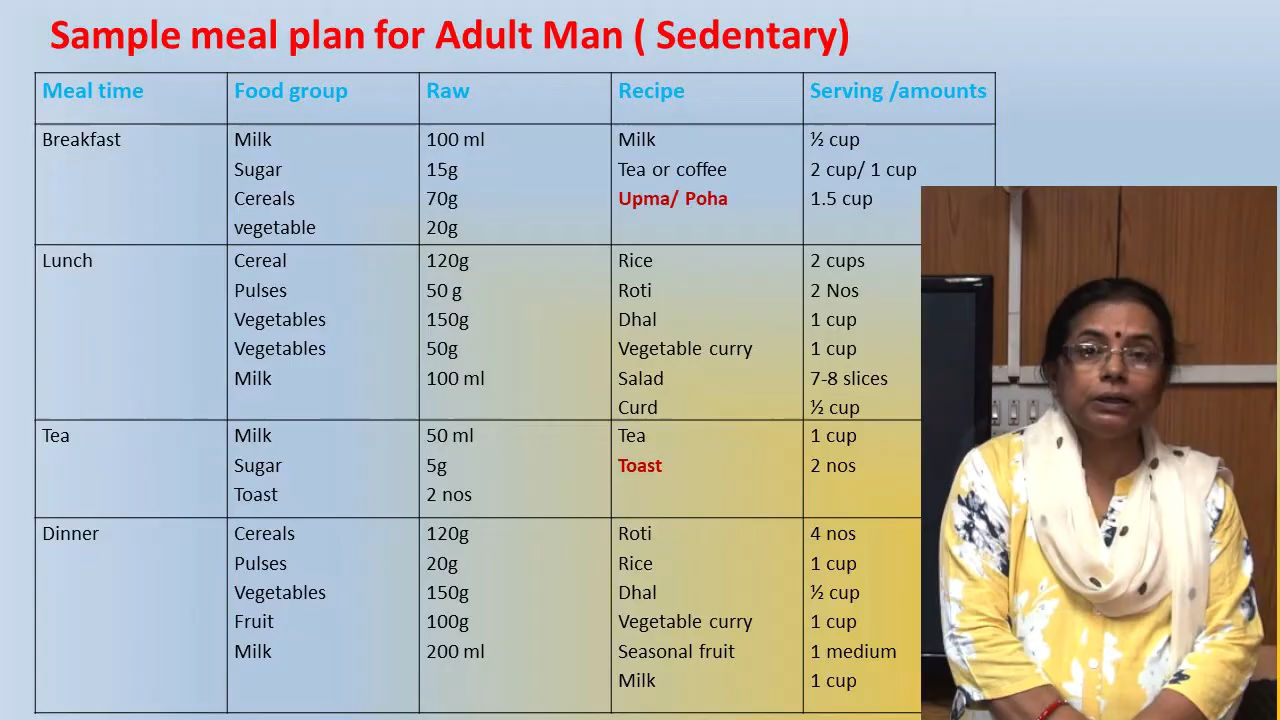 Sample meal plan for Adult Man ( Sedentary)
Meal time Food group Raw Recipe Serving /amounts
Breakfast Milk 100 ml Milk ½ cup
Sugar 15g Tea or coffee 2 cup/ 1 cup
Cereals 70g Upma/ Poha 1.5 cup
vegetable 20g
Lunch Cereal 120g Rice 2 cups
Pulses 50 g Roti 2 Nos
Vegetables 150g Dhal 1 cup
Vegetables 50g Vegetable curry 1 cup
Milk 100 ml Salad 7-8 slices
Curd ½ cup
Tea Milk 50 ml Tea 1 cup
Sugar 5g Toast 2 nos
Toast 2 nos
Dinner Cereals 120g Roti 4 nos
Pulses 20g Rice 1 cup
Vegetables 150g Dhal ½ cup
Fruit 100g Vegetable curry 1 cup
Milk 200 ml Seasonal fruit 1 medium
Milk 1 cup